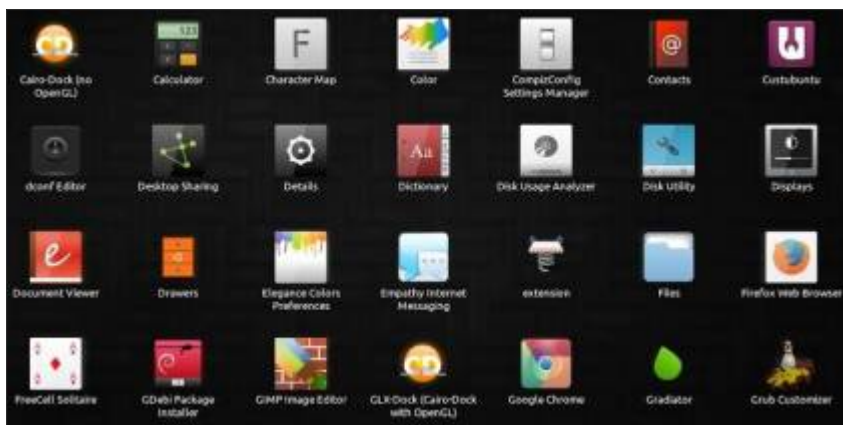 Cairo-Dock (no
OpenGL)
Calculator
123
Character Map
F
Color
CompizConfig
Settings Manager
Contacts
@
Custubuntu
dconf Editor
Desktop Sharing
Details
Dictionary
Aa
Disk Usage Analyzer
Disk Utility
Displays
Document Viewer
e
Drawers
Elegance Colors
Preferences
Empathy Internet
Messaging
extension
Files
Firefox Web Browser
FreeCell Solitaire
GDebi Package
Installer
GIMP Image Editor
GLX-Dock (Cairo-Dock
with OpenGL)
Google Chrome
Gradiator
Grub Customizer